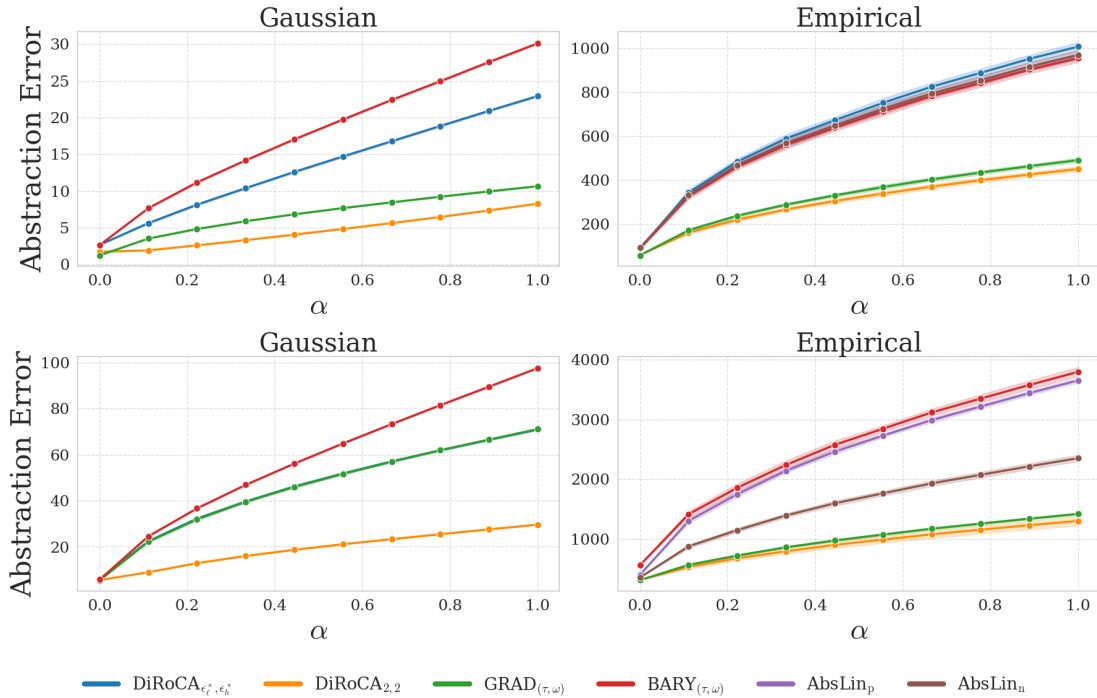 Gaussian
Empirical
Abstraction Error
30
25
20
15
10
5
0
0.0 0.2 0.4 0.6 0.8 1.0
α
1000
800
600
400
200
0.0 0.2 0.4 0.6 0.8 1.0
α
Gaussian
Empirical
Abstraction Error
100
80
60
40
20
0.0 0.2 0.4 0.6 0.8 1.0
α
4000
3000
2000
1000
0.0 0.2 0.4 0.6 0.8 1.0
α
DiRoCA_{ϵ_ℓ^*, ϵ_h^*} DiRoCA_{2,2} GRAD_{(τ, ω)} BARY_{(τ, ω)} AbsLin_p AbsLin_n